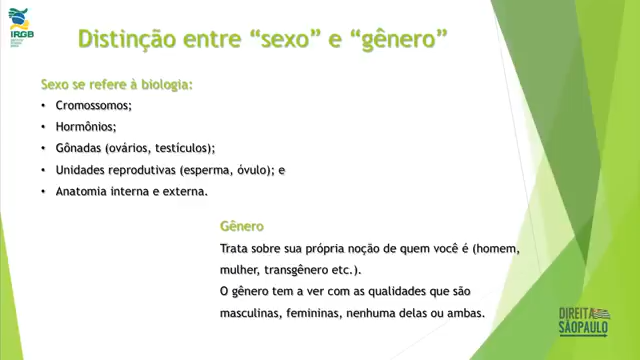 IRGB
Distinção entre “sexo” e “gênero”
Sexo se refere à biologia:
• Cromossomos;
• Hormônios;
• Gônadas (ovários, testículos);
• Unidades reprodutivas (esperma, óvulo); e
• Anatomia interna e externa.
Gênero
Trata sobre sua própria noção de quem você é (homem,
mulher, transgênero etc.).
O gênero tem a ver com as qualidades que são
masculinas, femininas, nenhuma delas ou ambas.
DIREITA
SÃOPAULO